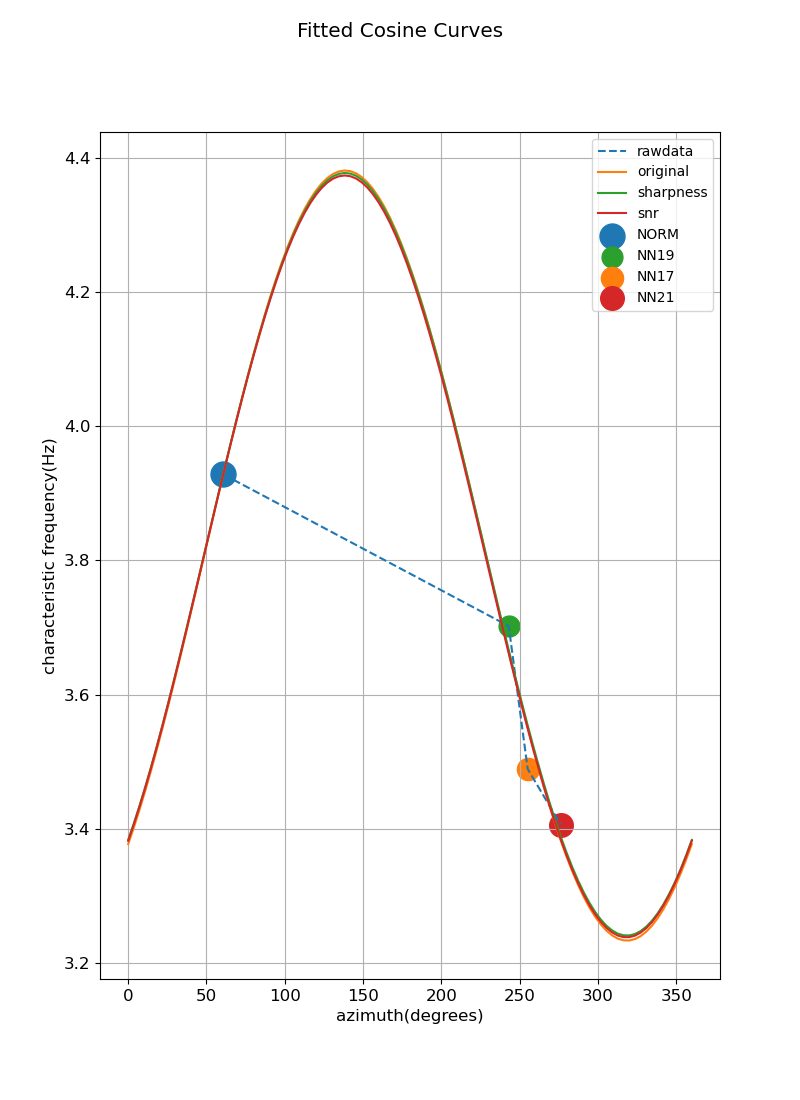 Fitted Cosine Curves
rawdata
original
sharpness
snr
NORM
NN19
NN17
NN21
characteristic frequency(Hz)
4.4
4.2
4.0
3.8
3.6
3.4
3.2
0 50 100 150 200 250 300 350
azimuth(degrees)